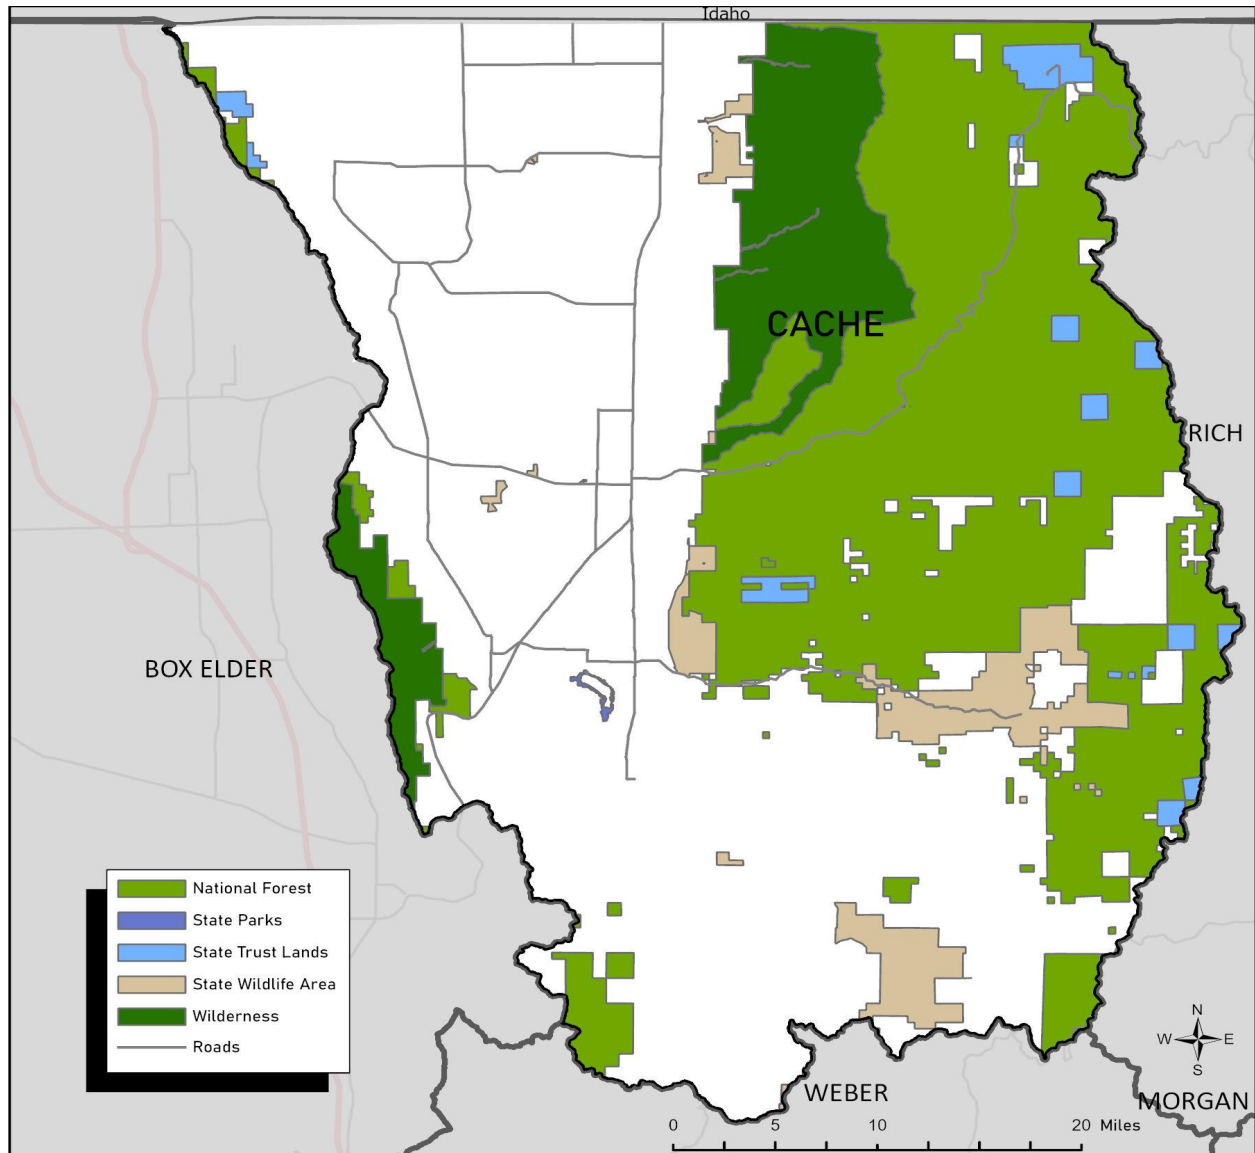 Idaho
CACHE
RICH
BOX ELDER
National Forest
State Parks
State Trust Lands
State Wildlife Area
Wilderness
Roads
N
W E
S
WEBER
MORGAN
0 5 10 20 Miles